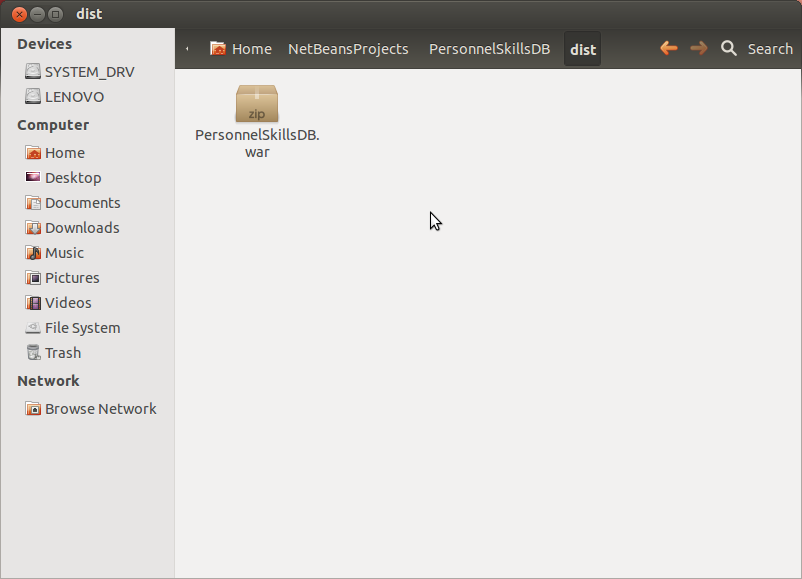 dist
Devices
SYSTEM_DRV
LENOVO
Computer
Home
Desktop
Documents
Downloads
Music
Pictures
Videos
File System
Trash
Network
Browse Network
Home NetBeansProjects PersonnelSkillsDB dist Search
zip
PersonnelSkillsDB.
war